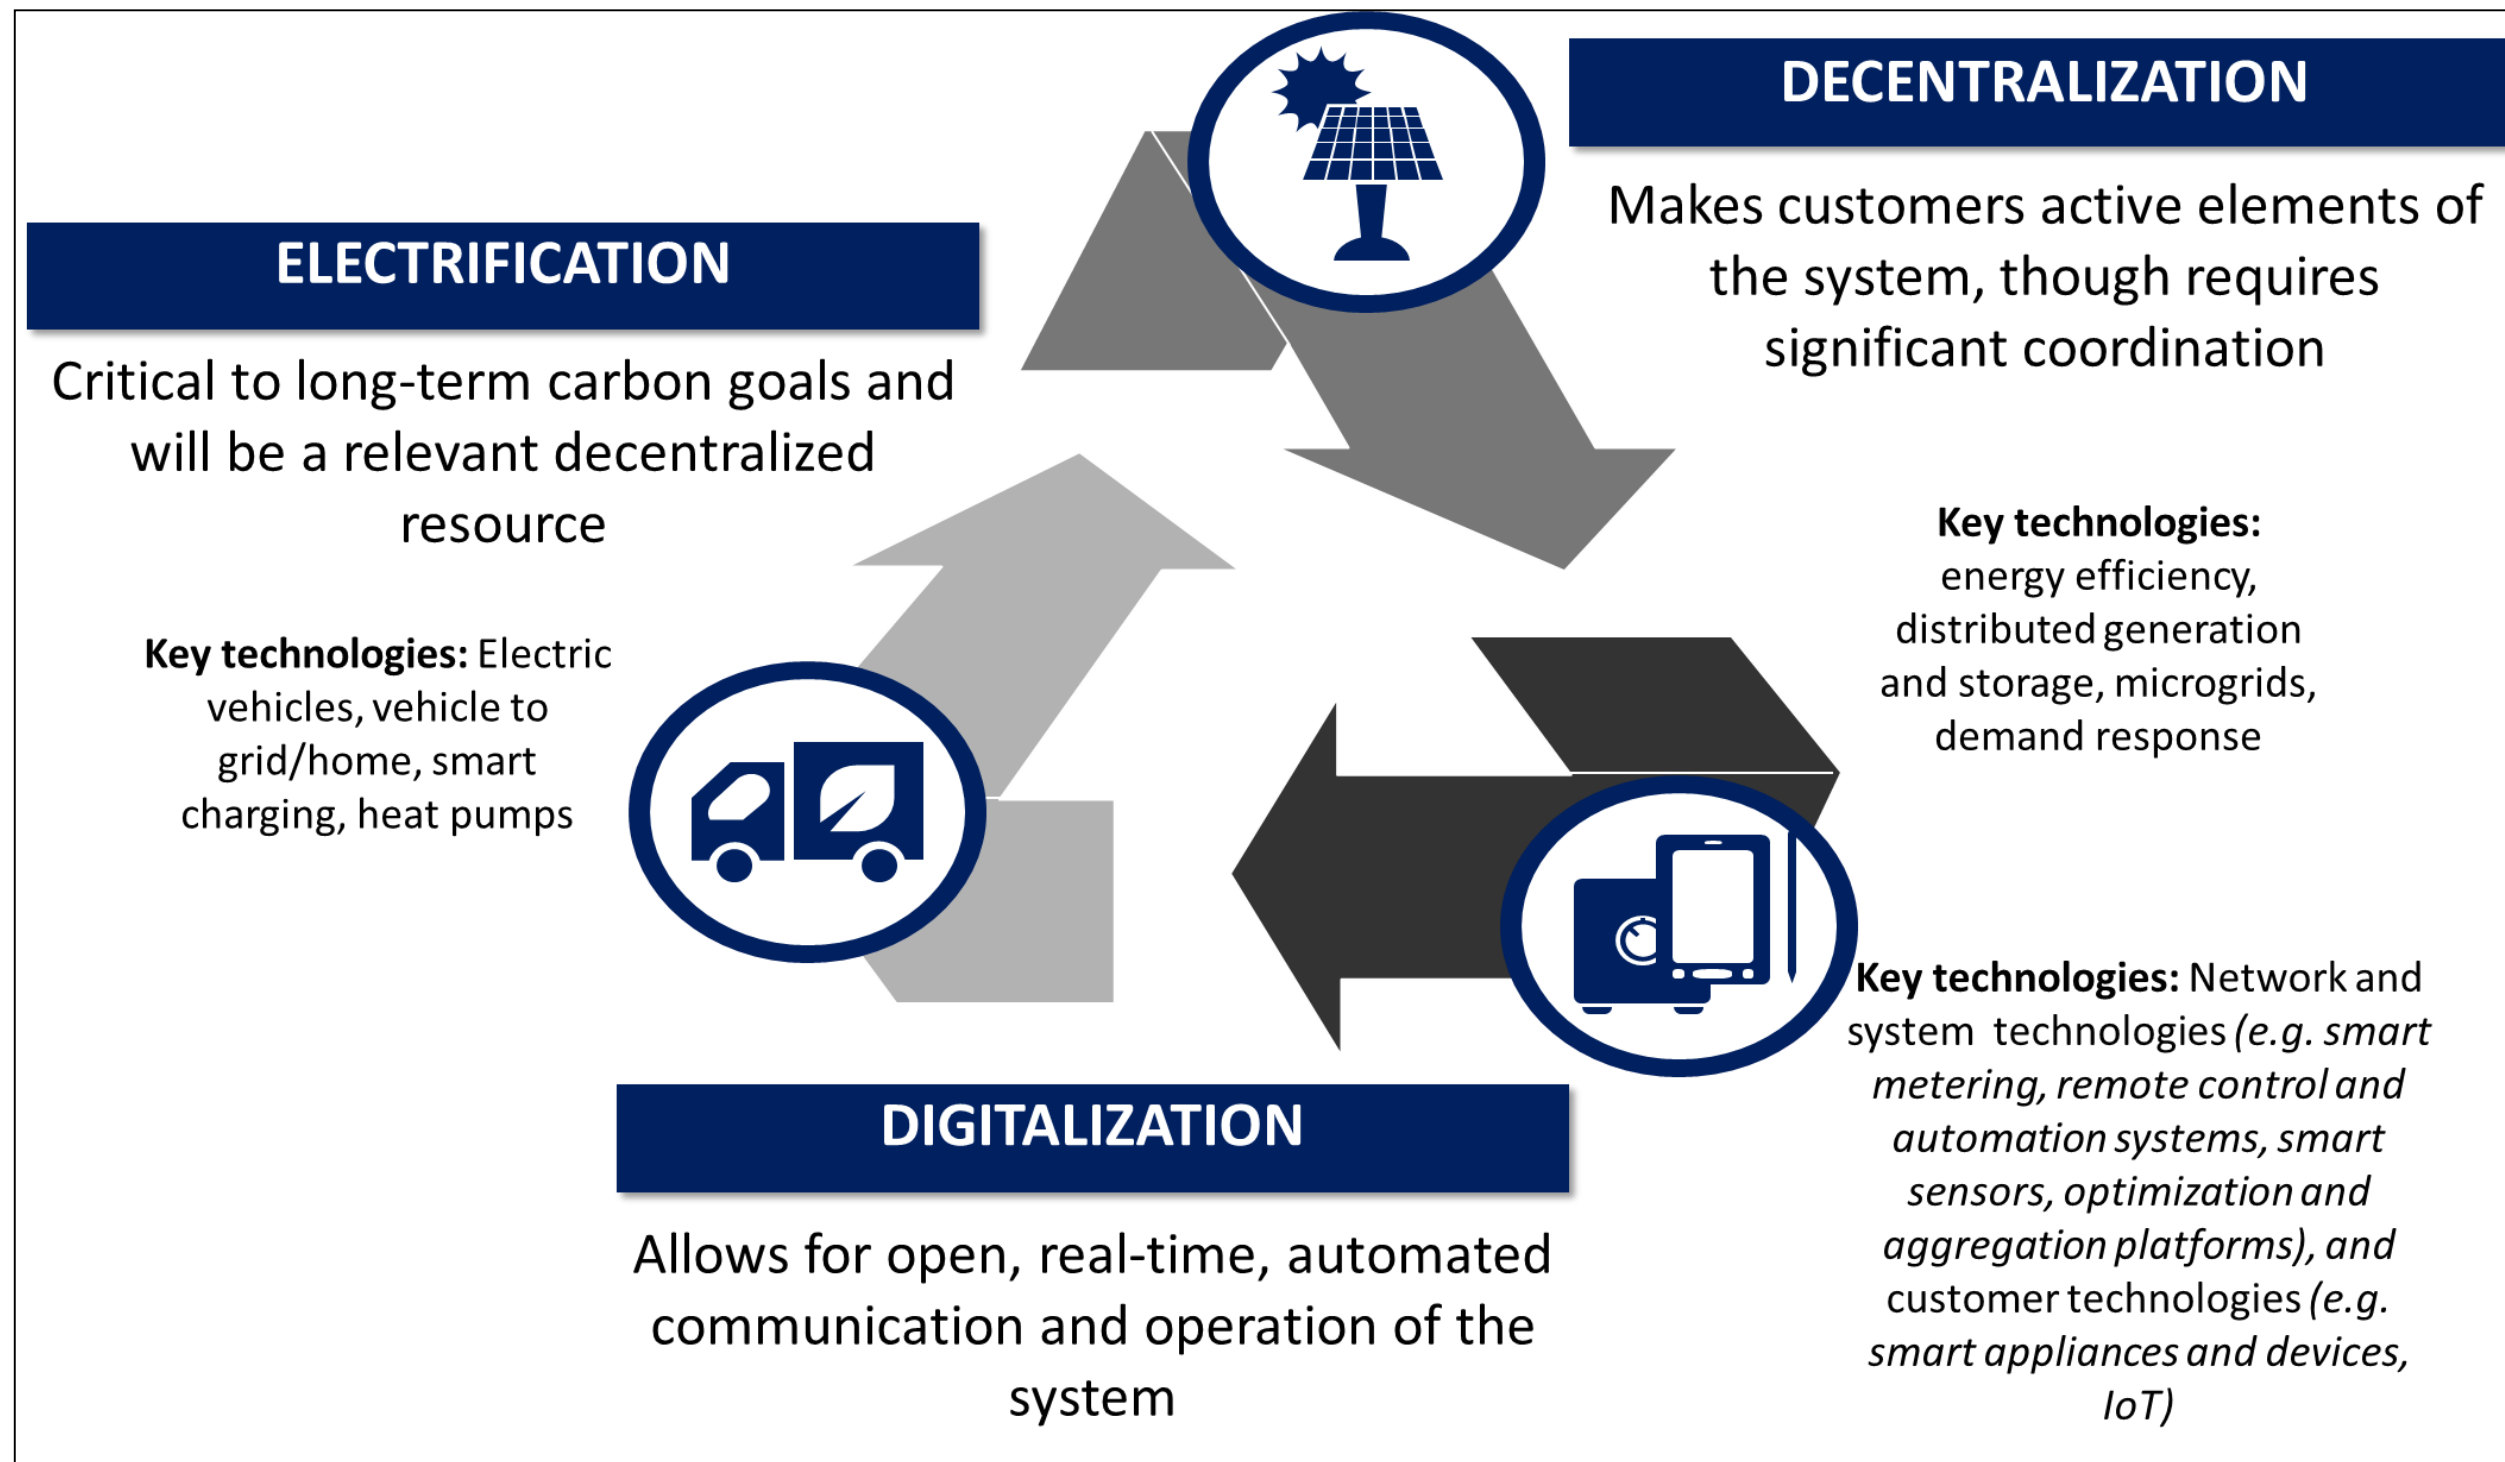 ELECTRIFICATION
Critical to long-term carbon goals and
will be a relevant decentralized
resource
Key technologies: Electric
vehicles, vehicle to
grid/home, smart
charging, heat pumps
DECENTRALIZATION
Makes customers active elements of
the system, though requires
significant coordination
Key technologies:
energy efficiency,
distributed generation
and storage, microgrids,
demand response
DIGITALIZATION
Allows for open, real-time, automated
communication and operation of the
system
Key technologies: Network and
system technologies (e.g. smart
metering, remote control and
automation systems, smart
sensors, optimization and
aggregation platforms), and
customer technologies (e.g.
smart appliances and devices,
IoT)